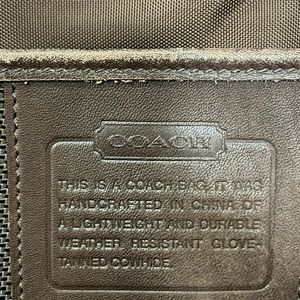 COACH
THIS IS A COACH BAG. IT WAS
HANDCRAFTED IN CHINA OF
A LIGHTWEIGHT AND DURABLE
WEATHER RESISTANT GLOVE-
TANNED COWHIDE.